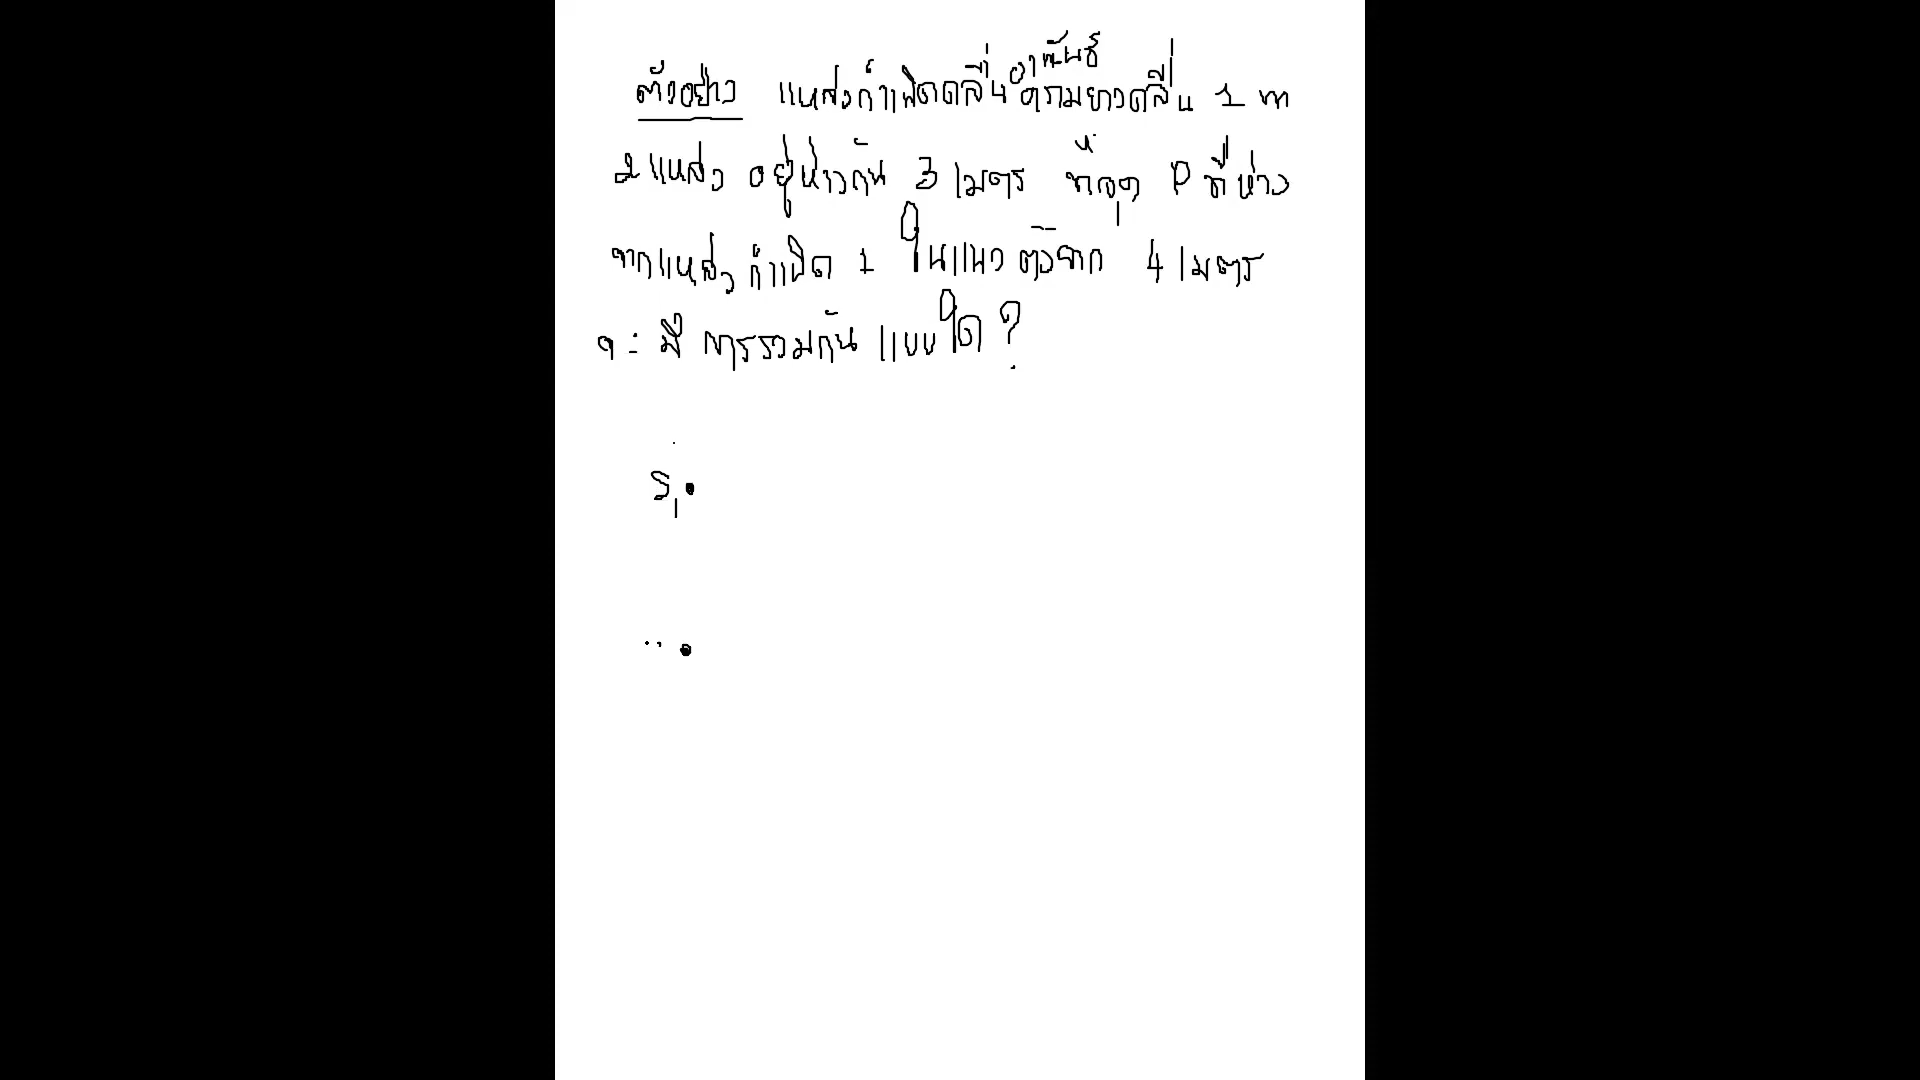 ตัวอย่าง แหล่งกำเนิดคลื่นอาพันธ์ความยาวคลื่น 1 m
2 แหล่ง อยู่ห่างกัน 3 เมตร ที่จุด P ที่ห่าง
จากแหล่งกำเนิด 1 ในแนวตั้งฉาก 4 เมตร
จะมีการรวมกันแบบใด ?
S₁